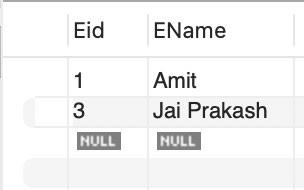 Eid EName
1 Amit
3 Jai Prakash
NULL NULL